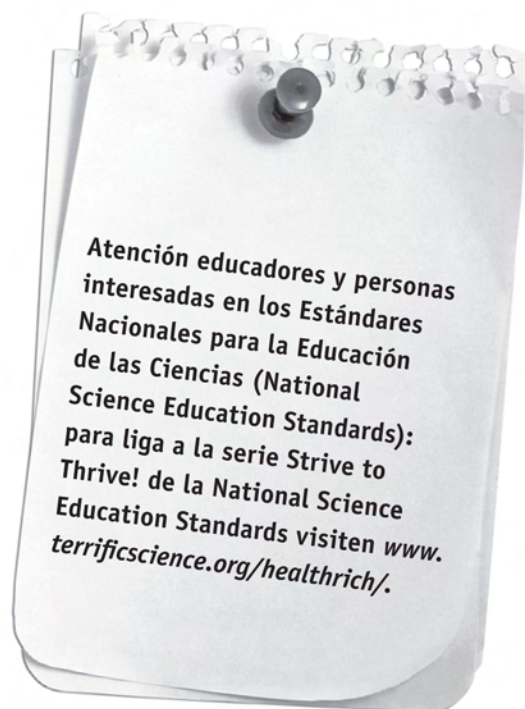 Atención educadores y personas
interesadas en los Estándares
Nacionales para la Educación
de las Ciencias (National
Science Education Standards):
para liga a la serie Strive to
Thrive! de la National Science
Education Standards visiten www.
terrificscience.org/healthrich/.